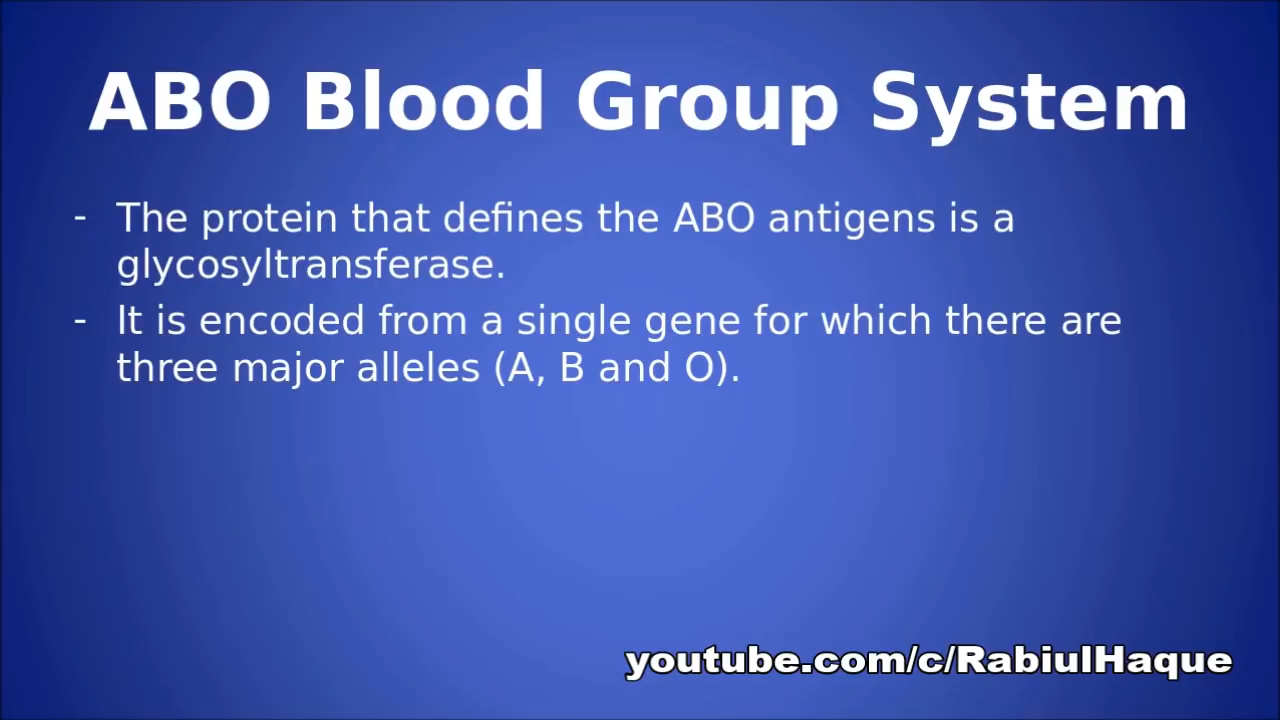 ABO Blood Group System
- The protein that defines the ABO antigens is a
glycosyltransferase.
- It is encoded from a single gene for which there are
three major alleles (A, B and O).
youtube.com/c/RabiulHaque